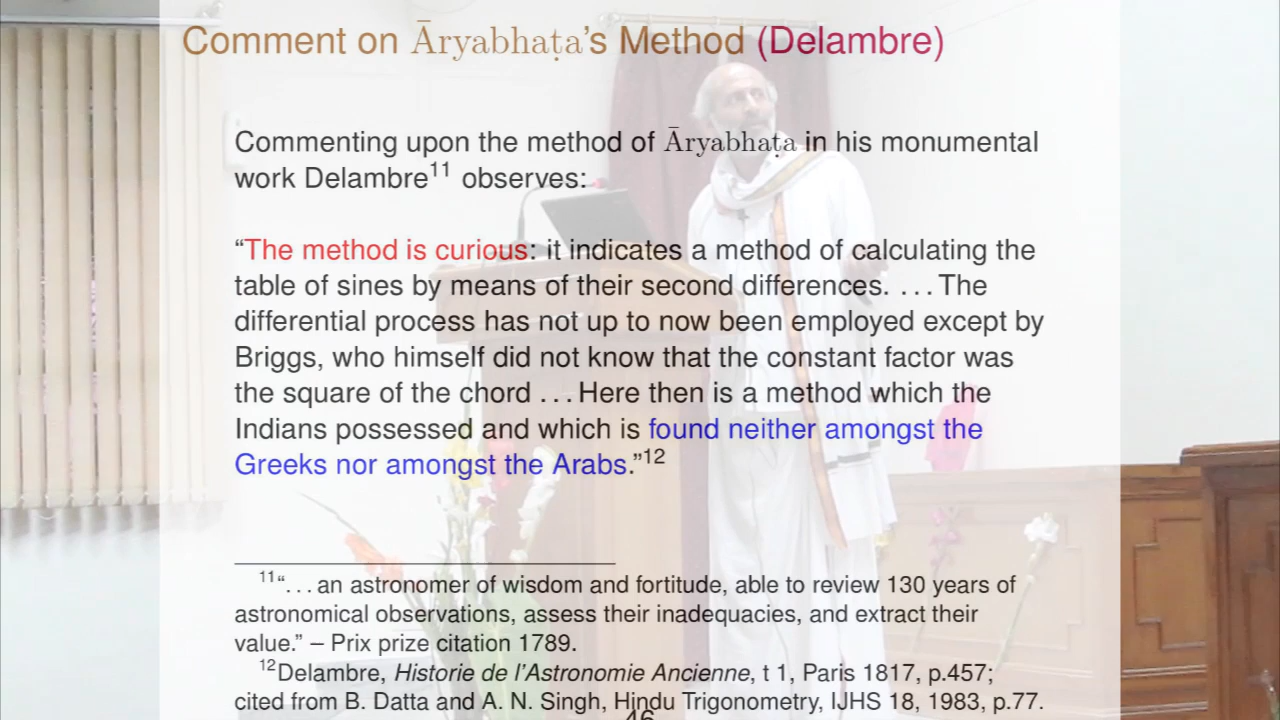 Comment on Āryabhaṭa's Method (Delambre)
Commenting upon the method of Āryabhaṭa in his monumental
work Delambre11 observes:
“The method is curious: it indicates a method of calculating the
table of sines by means of their second differences. ... The
differential process has not up to now been employed except by
Briggs, who himself did not know that the constant factor was
the square of the chord ... Here then is a method which the
Indians possessed and which is found neither amongst the
Greeks nor amongst the Arabs.”12
11“... an astronomer of wisdom and fortitude, able to review 130 years of
astronomical observations, assess their inadequacies, and extract their
value.” – Prix prize citation 1789.
12Delambre, Historie de l'Astronomie Ancienne, t 1, Paris 1817, p.457;
cited from B. Datta and A. N. Singh, Hindu Trigonometry, IJHS 18, 1983, p.77.